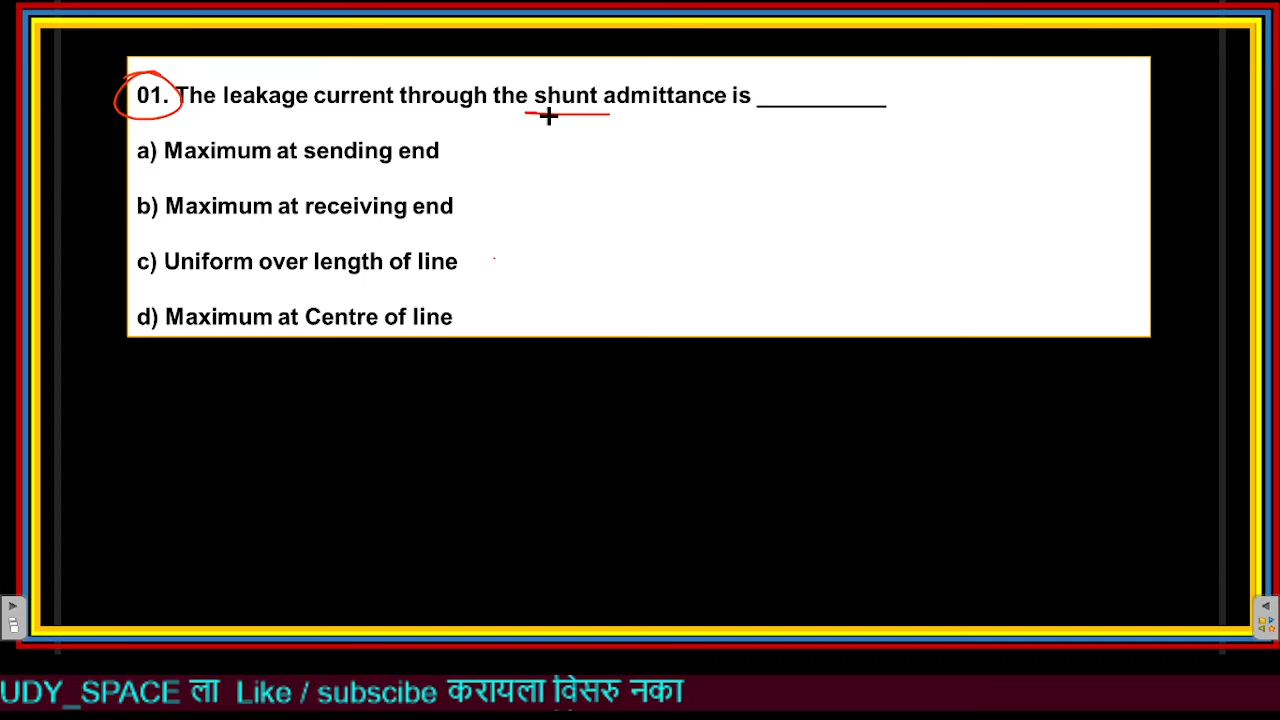 01. The leakage current through the shunt admittance is __________
a) Maximum at sending end
b) Maximum at receiving end
c) Uniform over length of line
d) Maximum at Centre of line
UDY_SPACE ला Like / subscibe करायला विसरु नका